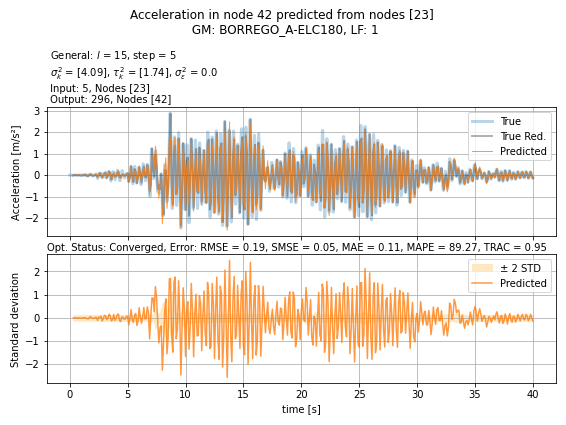 Acceleration in node 42 predicted from nodes [23]
GM: BORREGO_A-ELC180, LF: 1
General: l = 15, step = 5
σ²ₖ = [4.09], τ²ₖ = [1.74], σ²ε = 0.0
Input: 5, Nodes [23]
Output: 296, Nodes [42]
Acceleration [m/s²]
3
2
1
0
−1
−2
True
True Red.
Predicted
Opt. Status: Converged, Error: RMSE = 0.19, SMSE = 0.05, MAE = 0.11, MAPE = 89.27, TRAC = 0.95
Standard deviation
2
1
0
−1
−2
± 2 STD
Predicted
0 5 10 15 20 25 30 35 40
time [s]